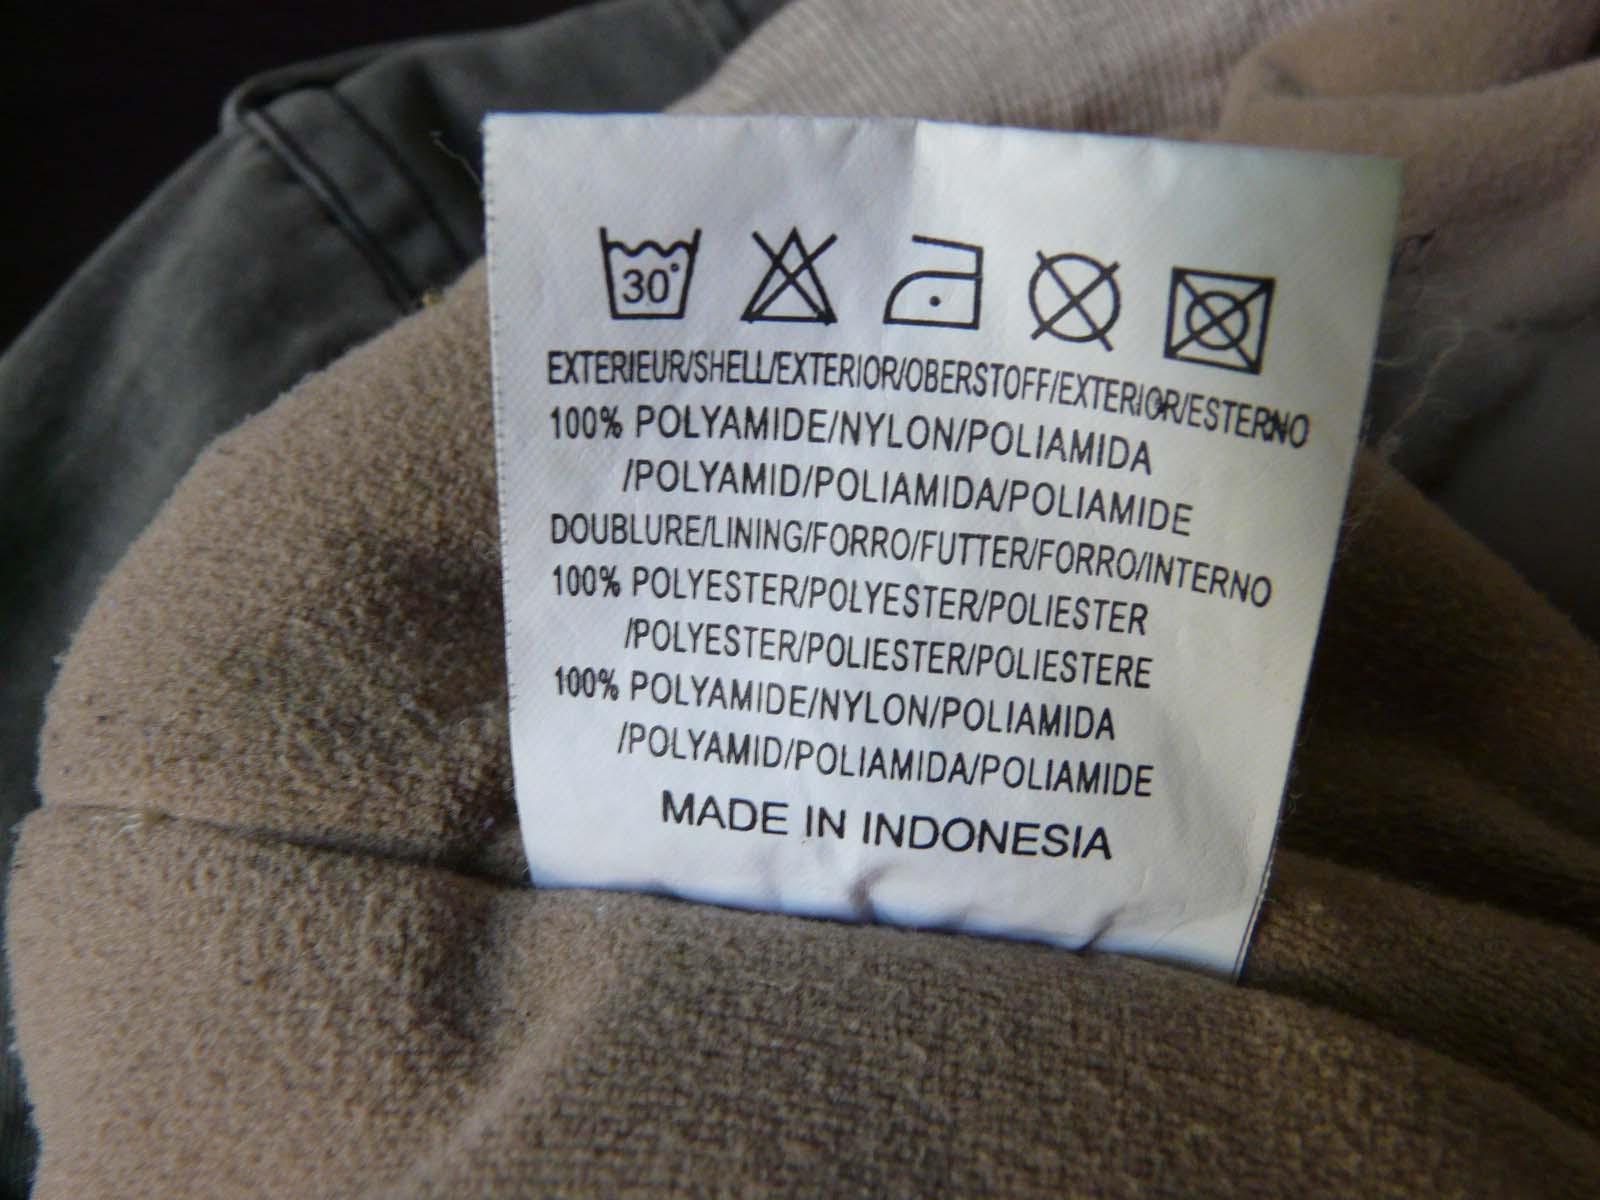 30°
EXTERIEUR/SHELL/EXTERIOR/OBERSTOFF/EXTERIOR/ESTERNO
100% POLYAMIDE/NYLON/POLIAMIDA
/POLYAMID/POLIAMIDA/POLIAMIDE
DOUBLURE/LINING/FORRO/FUTTER/FORRO/INTERNO
100% POLYESTER/POLYESTER/POLIESTER
/POLYESTER/POLIESTER/POLIESTERE
100% POLYAMIDE/NYLON/POLIAMIDA
/POLYAMID/POLIAMIDA/POLIAMIDE
MADE IN INDONESIA